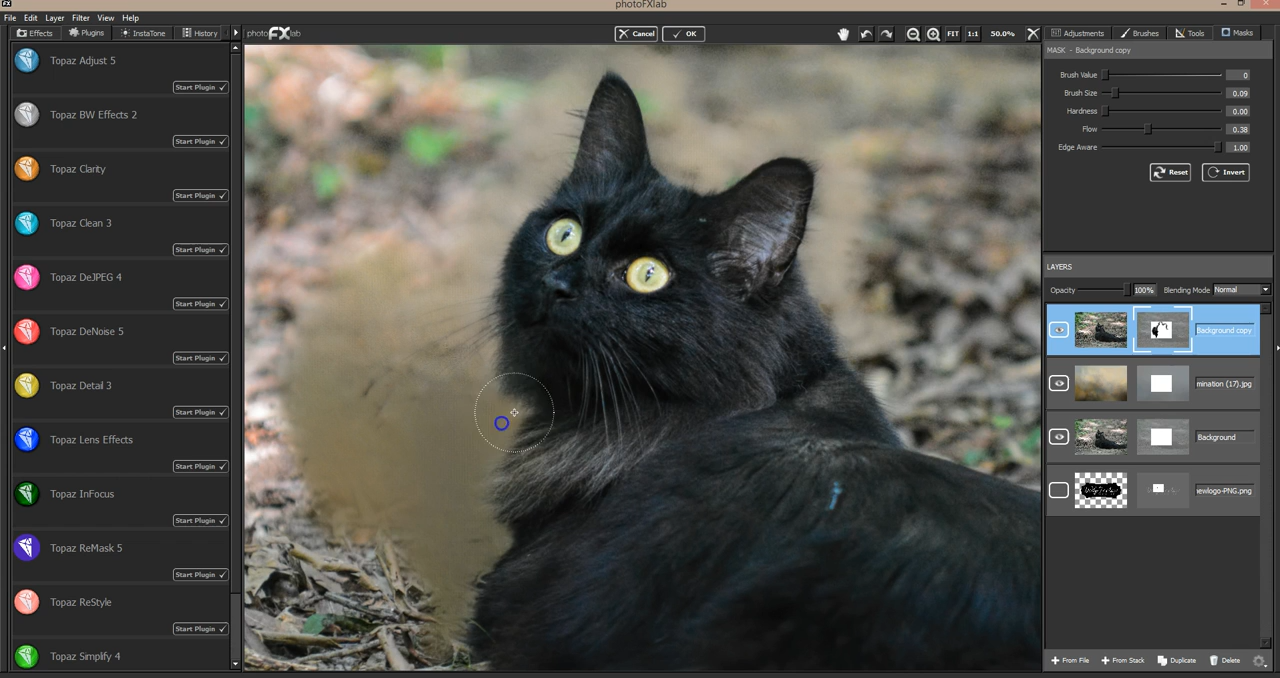 photoFXlab
File Edit Layer Filter View Help
Effects Plugins InstaTone History
photoFXlab
Cancel OK
FIT 1:1 50.0%
Adjustments Brushes Tools Masks
Topaz Adjust 5
Start Plugin
Topaz BW Effects 2
Start Plugin
Topaz Clarity
Start Plugin
Topaz Clean 3
Start Plugin
Topaz DeJPEG 4
Start Plugin
Topaz DeNoise 5
Start Plugin
Topaz Detail 3
Start Plugin
Topaz Lens Effects
Start Plugin
Topaz InFocus
Start Plugin
Topaz ReMask 5
Start Plugin
Topaz ReStyle
Start Plugin
Topaz Simplify 4
MASK - Background copy
Brush Value 0
Brush Size 0.09
Hardness 0.00
Flow 0.38
Edge Aware 1.00
Reset Invert
LAYERS
Opacity 100% Blending Mode Normal
Background copy
mination (17).jpg
Background
newlogo-PNG.png
From File From Stack Duplicate Delete